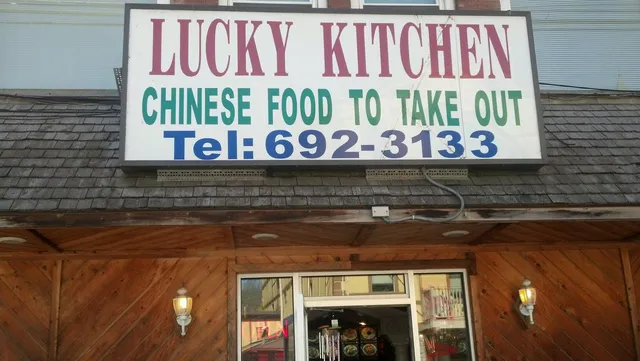 LUCKY KITCHEN
CHINESE FOOD TO TAKE OUT
Tel: 692-3133